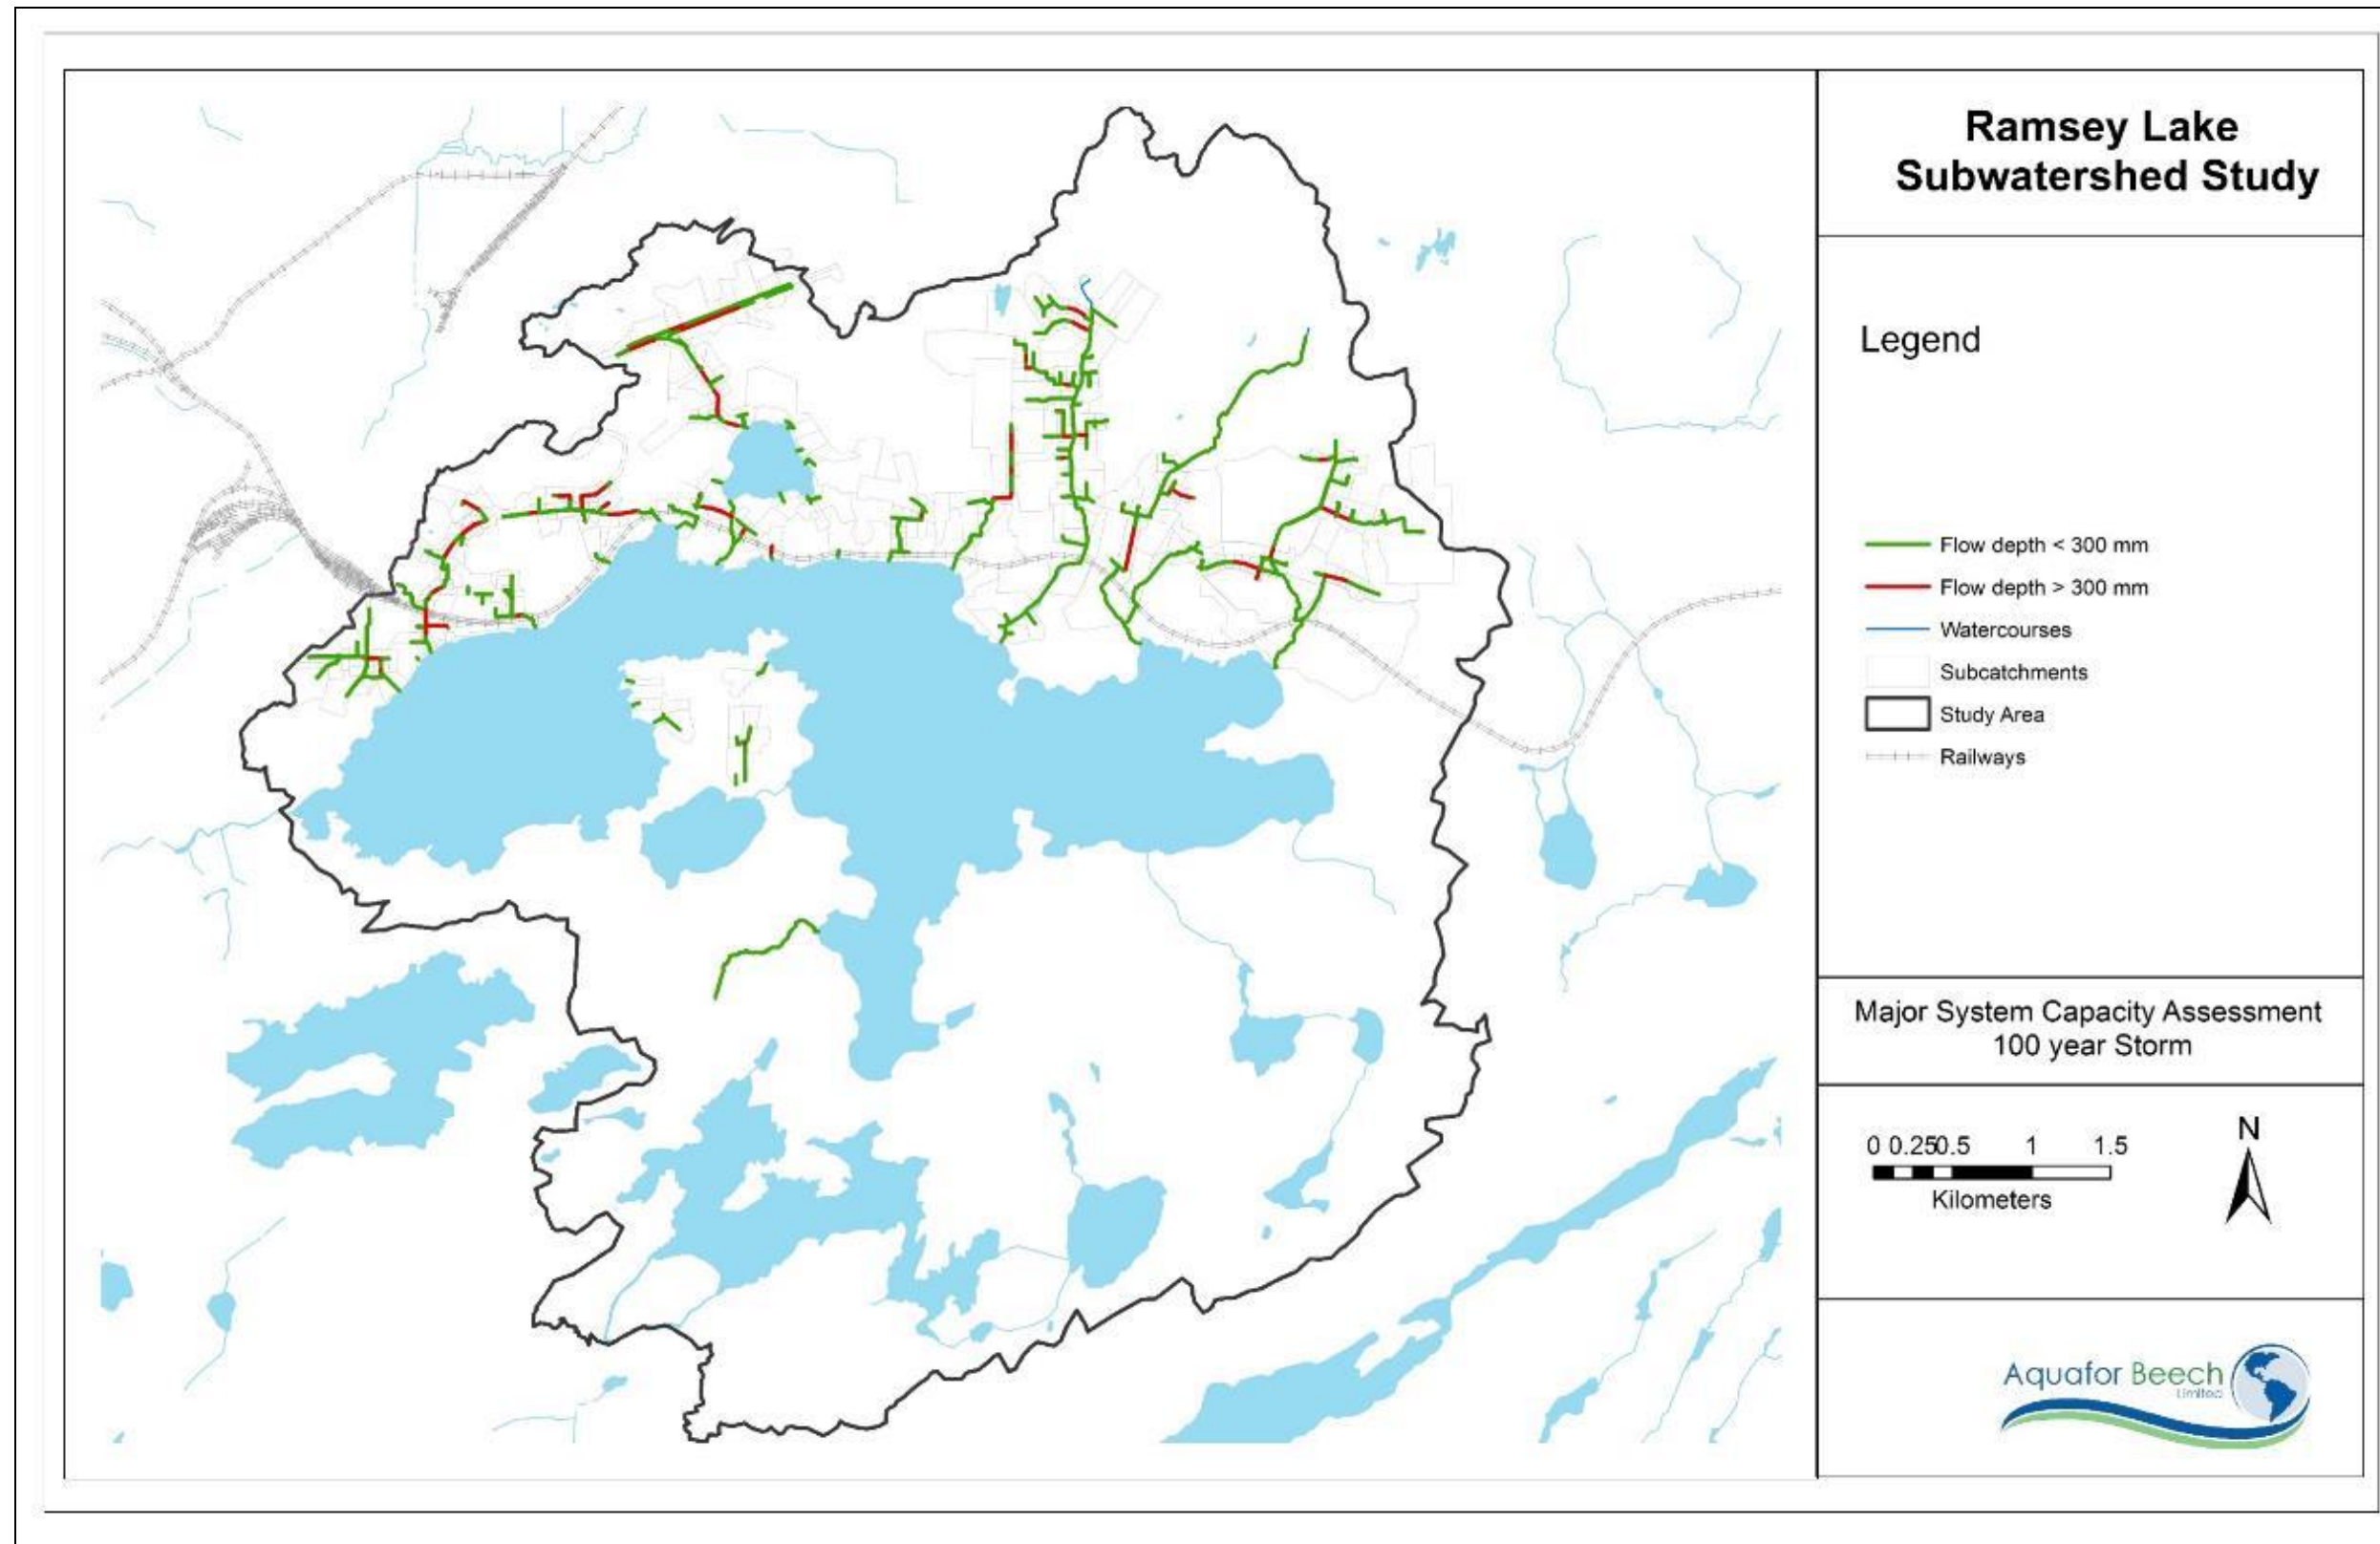 Ramsey Lake
Subwatershed Study
Legend
Flow depth < 300 mm
Flow depth > 300 mm
Watercourses
Subcatchments
Study Area
Railways
Major System Capacity Assessment
100 year Storm
0 0.250.5 1 1.5
Kilometers
N
Aquafor Beech
Limited